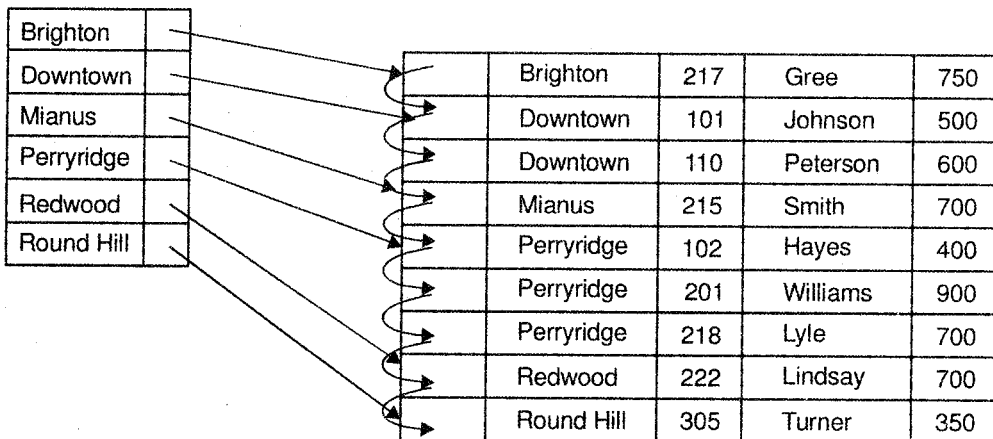 Brighton
Downtown
Mianus
Perryridge
Redwood
Round Hill
Brighton 217 Gree 750
Downtown 101 Johnson 500
Downtown 110 Peterson 600
Mianus 215 Smith 700
Perryridge 102 Hayes 400
Perryridge 201 Williams 900
Perryridge 218 Lyle 700
Redwood 222 Lindsay 700
Round Hill 305 Turner 350